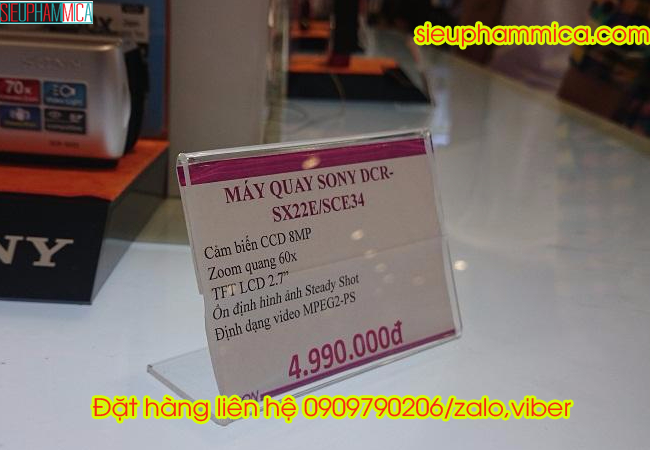 SIEUPHAMMICA
sieuphammica.com
SONY
70x
NY
MÁY QUAY SONY DCR-
SX22E/SCE34
Cảm biến CCD 8MP
Zoom quang 60x
TFT LCD 2.7”
Ổn định hình ảnh Steady Shot
Định dạng video MPEG2-PS
4.990.000đ
Đặt hàng liên hệ 0909790206/zalo,viber